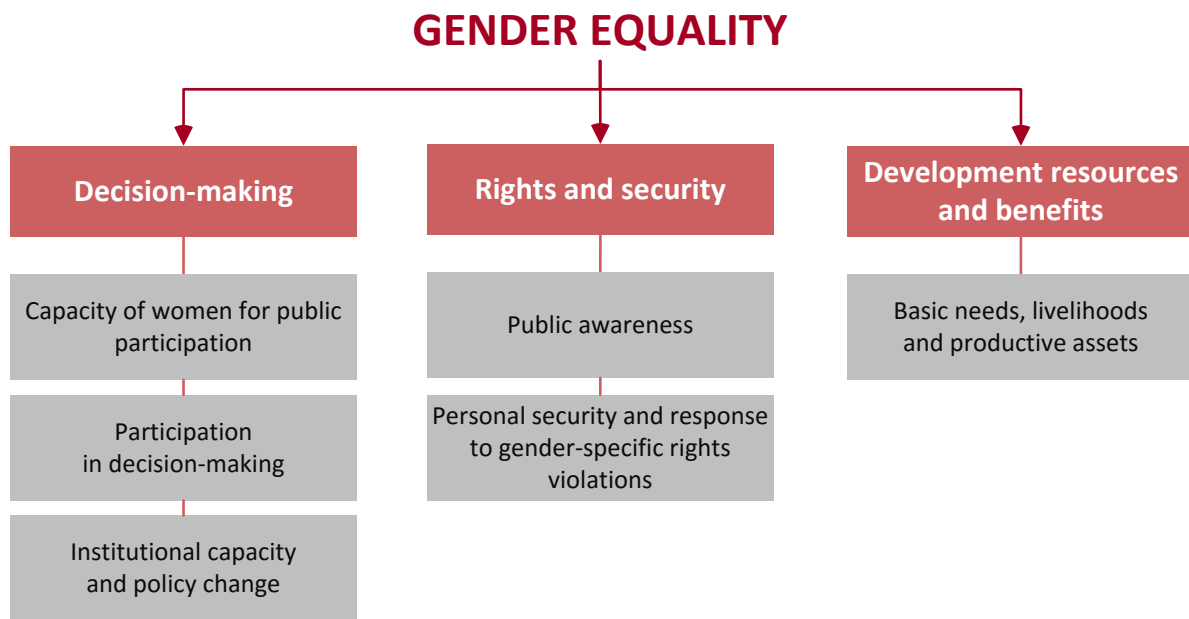 GENDER EQUALITY
Decision-making
Capacity of women for public
participation
Participation
in decision-making
Institutional capacity
and policy change
Rights and security
Public awareness
Personal security and response
to gender-specific rights
violations
Development resources
and benefits
Basic needs, livelihoods
and productive assets